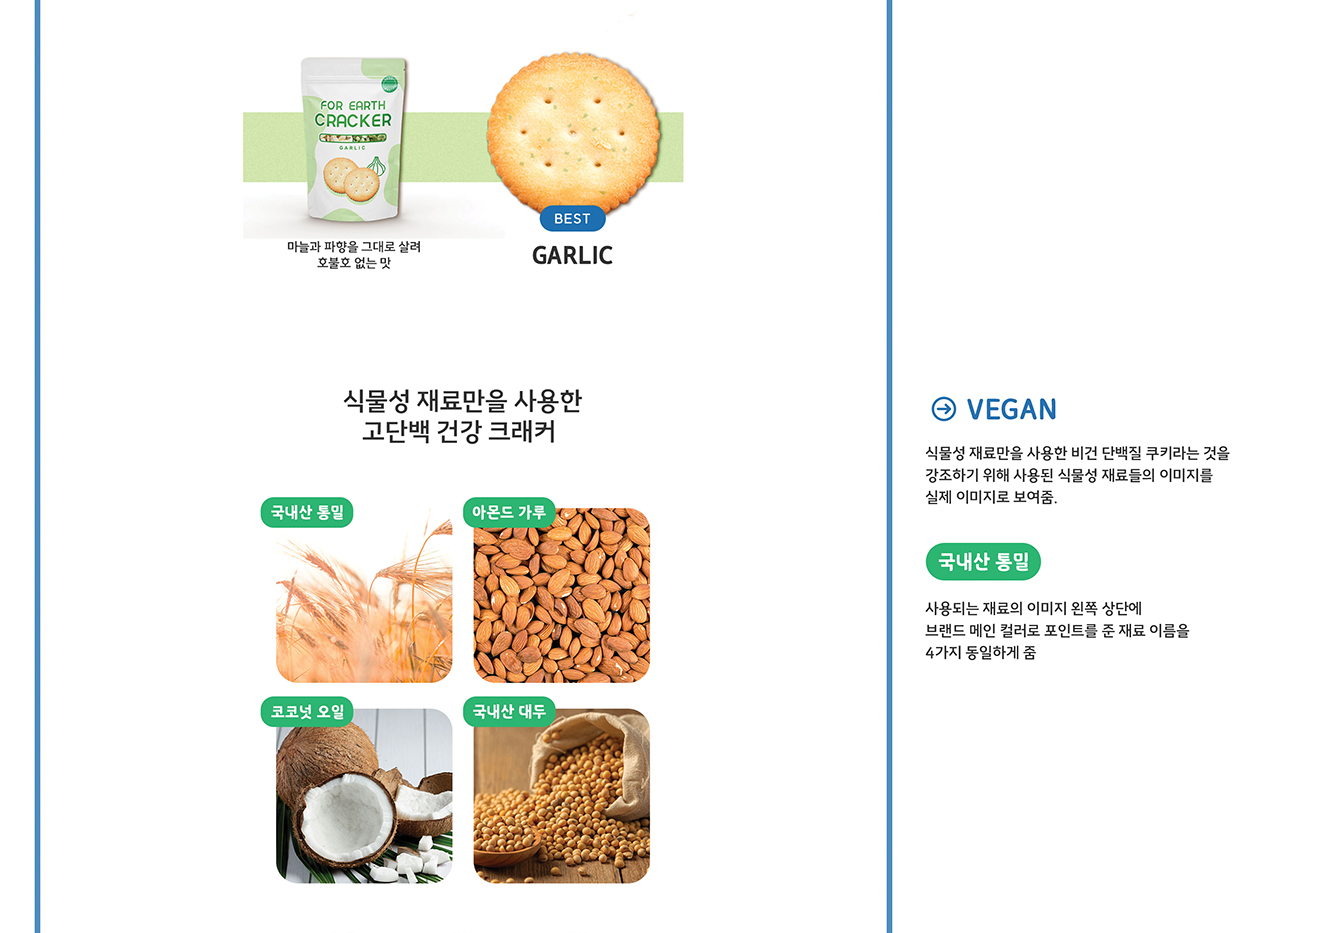 FOR EARTH
CRACKER
GARLIC
BEST
GARLIC
마늘과 파향을 그대로 살려
호불호 없는 맛
식물성 재료만을 사용한
고단백 건강 크래커
국내산 통밀
아몬드 가루
코코넛 오일
국내산 대두
VEGAN
식물성 재료만을 사용한 비건 단백질 쿠키라는 것을
강조하기 위해 사용된 식물성 재료들의 이미지를
실제 이미지로 보여줌.
국내산 통밀
사용되는 재료의 이미지 왼쪽 상단에
브랜드 메인 컬러로 포인트를 준 재료 이름을
4가지 동일하게 줌